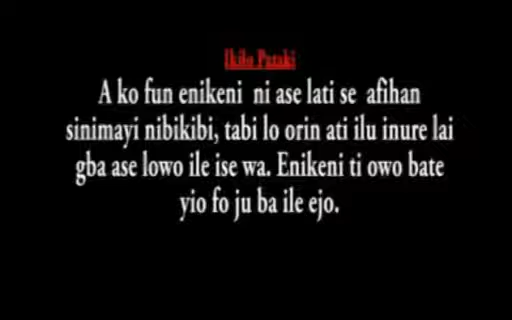 Ikilo Pataki
A ko fun enikeni ni ase lati se afihan
sinimayi nibikibi, tabi lo orin ati ilu inure lai
gba ase lowo ile ise wa. Enikeni ti owo bate
yio fo ju ba ile ejo.